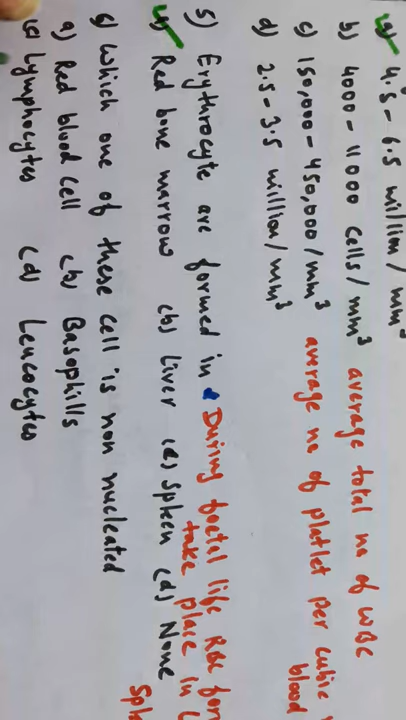 a) 4.5 - 6.5 million/mm³
b) 4000 - 11000 cells/mm³ average total no of WBC
c) 150,000 - 450,000/mm³ average no of platlet per cubic
blood
d) 2.5 - 3.5 million/mm³
5) Erythrocyte are formed in During foetal life RBC
take place in
Red bone marrow (b) Liver (c) Spleen (d) None
6) Which one of these cell is non nucleated
a) Red blood cell (b) Basophills
(c) Lymphocytes (d) Leucocytes